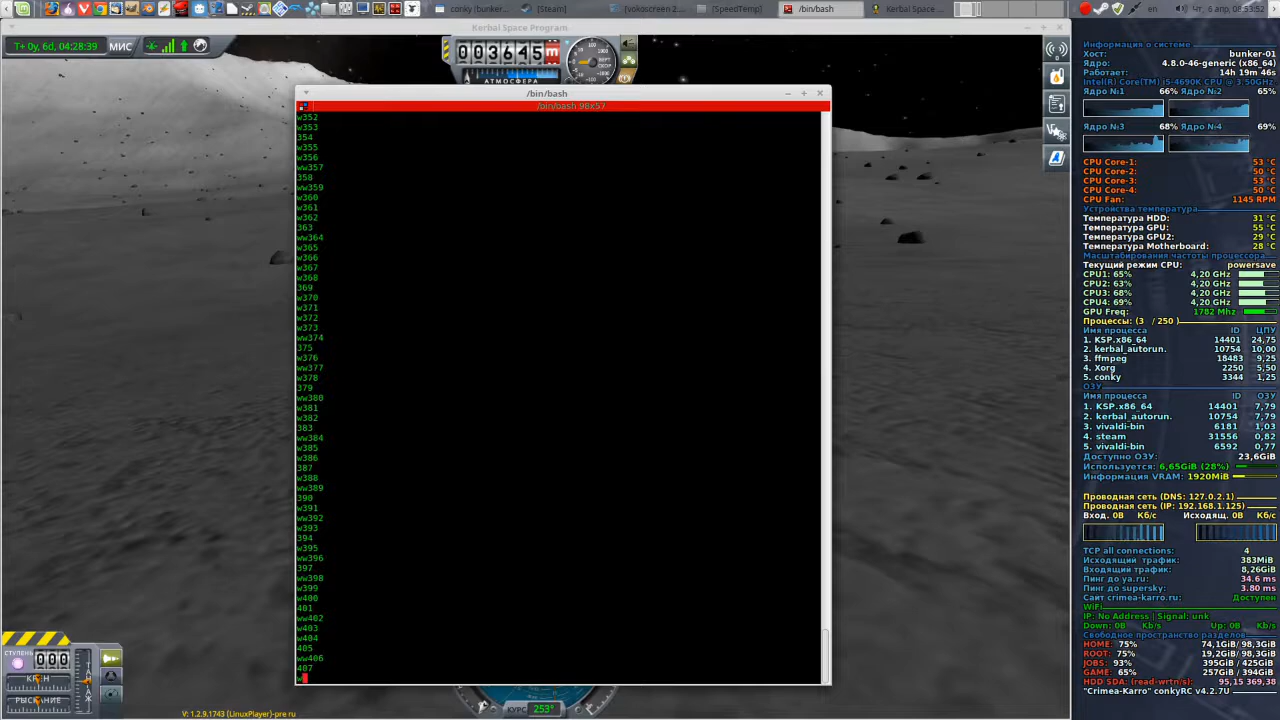 conky (bunker...
[Steam]
[vokoscreen 2...
[SpeedTemp]
/bin/bash
Kerbal Space ...
en
Чт, 6 апр, 08:53:52
Kerbal Space Program
T+ 0y, 6d, 04:28:39
МИС
003645m
АТМОСФЕРА
/bin/bash
/bin/bash 98x57
w352
w353
354
w355
w356
ww357
358
ww359
w360
w361
w362
363
ww364
w365
w366
w367
w368
369
ww370
w371
w372
w373
ww374
375
w376
ww377
w378
379
ww380
w381
w382
383
ww384
w385
w386
387
w388
ww389
390
w391
ww392
w393
394
w395
ww396
397
ww398
w399
w400
401
ww402
w403
w404
405
ww406
407
w
СТУПЕНЬ
000
КРЕН
РЫСКАНИЕ
ТАНГАЖ
КУРС 253°
V: 1.2.9.1743 (LinuxPlayer)-pre ru
Информация о системе
Хост: bunker-01
Ядро: 4.8.0-46-generic (x86_64)
Работает: 14h 19m 46s
Intel(R) Core(TM) i5-4690K CPU @ 3.50GHz
Ядро №1 66% Ядро №2 65%
Ядро №3 68% Ядро №4 69%
CPU Core-1: 53 °C
CPU Core-2: 50 °C
CPU Core-3: 53 °C
CPU Core-4: 50 °C
CPU Fan: 1145 RPM
Устройства температура
Температура HDD: 31 °C
Температура GPU: 55 °C
Температура GPU2: 29 °C
Температура Motherboard: 28 °C
Масштабирования частоты процессора
Текущий режим CPU: powersave
CPU1: 65% 4,20 GHz
CPU2: 63% 4,20 GHz
CPU3: 68% 4,20 GHz
CPU4: 69% 4,20 GHz
GPU Freq: 1782 Mhz
Процессы: (3 / 250 )
Имя процесса ID ЦПУ
1. KSP.x86_64 14401 24,75
2. kerbal_autorun. 10754 10,00
3. ffmpeg 18483 9,25
4. Xorg 2250 5,50
5. conky 3344 1,25
ОЗУ
Имя процесса ID ОЗУ
1. KSP.x86_64 14401 7,79
2. kerbal_autorun. 10754 7,79
3. vivaldi-bin 6181 1,03
4. steam 31556 0,82
5. vivaldi-bin 6592 0,77
Доступно ОЗУ: 23,6GiB
Используется: 6,65GiB (28%)
Информация VRAM: 1920MiB
Проводная сеть (DNS: 127.0.2.1)
Проводная сеть (IP: 192.168.1.125)
Вход. 0B Кб/с Исходящ. 0B Кб/с
TCP all connections: 4
Исходящий трафик: 383MiB
Входящий трафик: 8,26GiB
Пинг до ya.ru: 34.6 ms
Пинг до supersky: 3.80 ms
Сайт crimea-karro.ru: Доступен
WiFi
IP: No Address | Signal: unk
Down: 0B Kb/s Up: 0B Kb/s
Свободное пространство разделов
HOME: 75% 74,1GiB/ 98,3GiB
ROOT: 75% 19,2GiB/ 98,3GiB
JOBS: 93% 395GiB / 425GiB
GAME: 65% 257GiB / 394GiB
HDD SDA: (read-wrtn/s): 95,15 369,38
"Crimea-Karro" conkyRC v4.2.7U